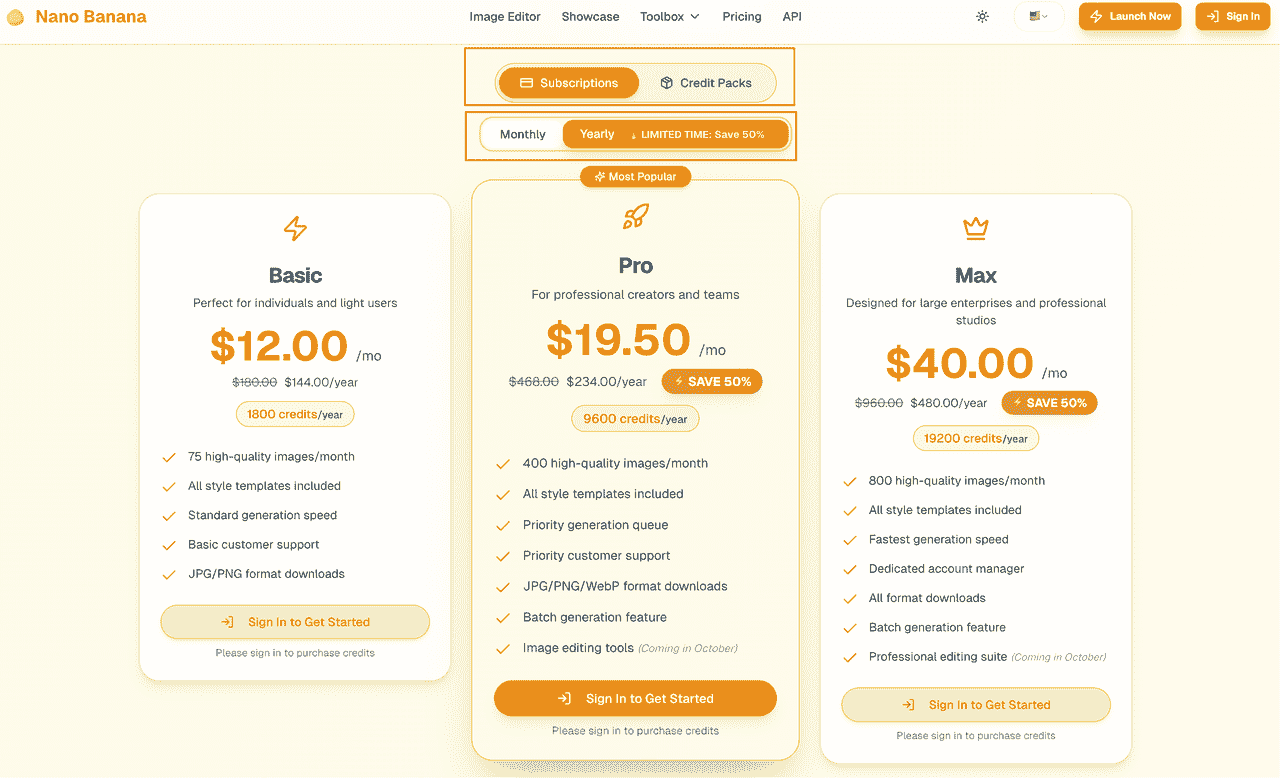 Nano Banana
Image Editor Showcase Toolbox Pricing API
Launch Now Sign In
Subscriptions Credit Packs
Monthly Yearly LIMITED TIME: Save 50%
Most Popular
Basic
Perfect for individuals and light users
$12.00 /mo
$180.00 $144.00/year
1800 credits/year
75 high-quality images/month
All style templates included
Standard generation speed
Basic customer support
JPG/PNG format downloads
Sign In to Get Started
Please sign in to purchase credits
Pro
For professional creators and teams
$19.50 /mo
$468.00 $234.00/year SAVE 50%
9600 credits/year
400 high-quality images/month
All style templates included
Priority generation queue
Priority customer support
JPG/PNG/WebP format downloads
Batch generation feature
Image editing tools (Coming in October)
Sign In to Get Started
Please sign in to purchase credits
Max
Designed for large enterprises and professional
studios
$40.00 /mo
$960.00 $480.00/year SAVE 50%
19200 credits/year
800 high-quality images/month
All style templates included
Fastest generation speed
Dedicated account manager
All format downloads
Batch generation feature
Professional editing suite (Coming in October)
Sign In to Get Started
Please sign in to purchase credits